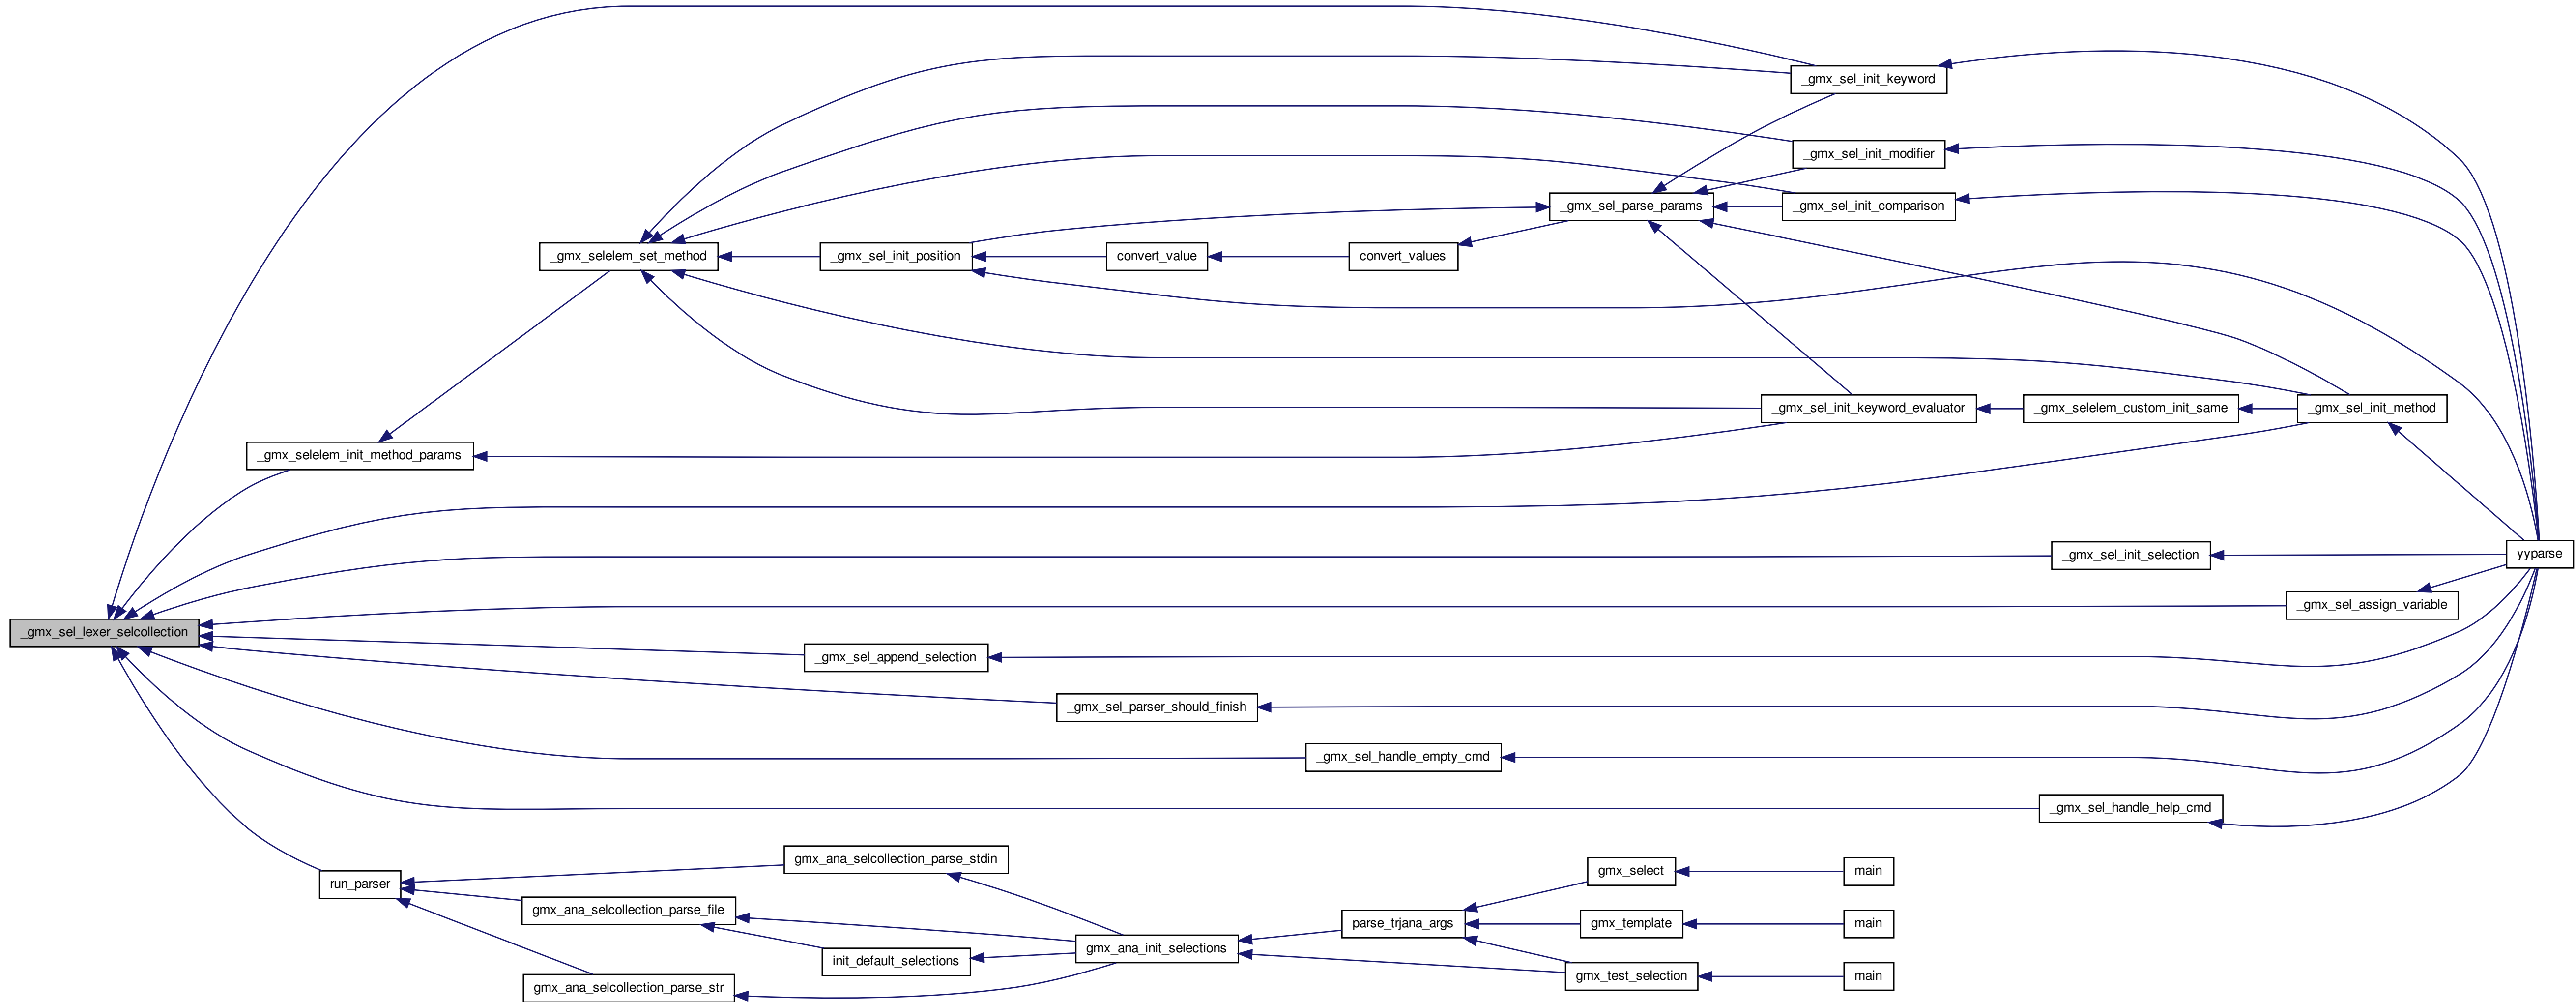 _gmx_sel_init_keyword
_gmx_sel_init_modifier
_gmx_sel_parse_params
_gmx_sel_init_comparison
_gmx_selelem_set_method
_gmx_sel_init_position
convert_value
convert_values
_gmx_sel_init_keyword_evaluator
_gmx_selelem_custom_init_same
_gmx_sel_init_method
_gmx_selelem_init_method_params
_gmx_sel_init_selection
yyparse
_gmx_sel_assign_variable
_gmx_sel_lexer_selcollection
_gmx_sel_append_selection
_gmx_sel_parser_should_finish
_gmx_sel_handle_empty_cmd
_gmx_sel_handle_help_cmd
gmx_ana_selcollection_parse_stdin
gmx_select
main
run_parser
gmx_ana_selcollection_parse_file
parse_trjana_args
gmx_template
main
gmx_ana_init_selections
init_default_selections
gmx_test_selection
main
gmx_ana_selcollection_parse_str